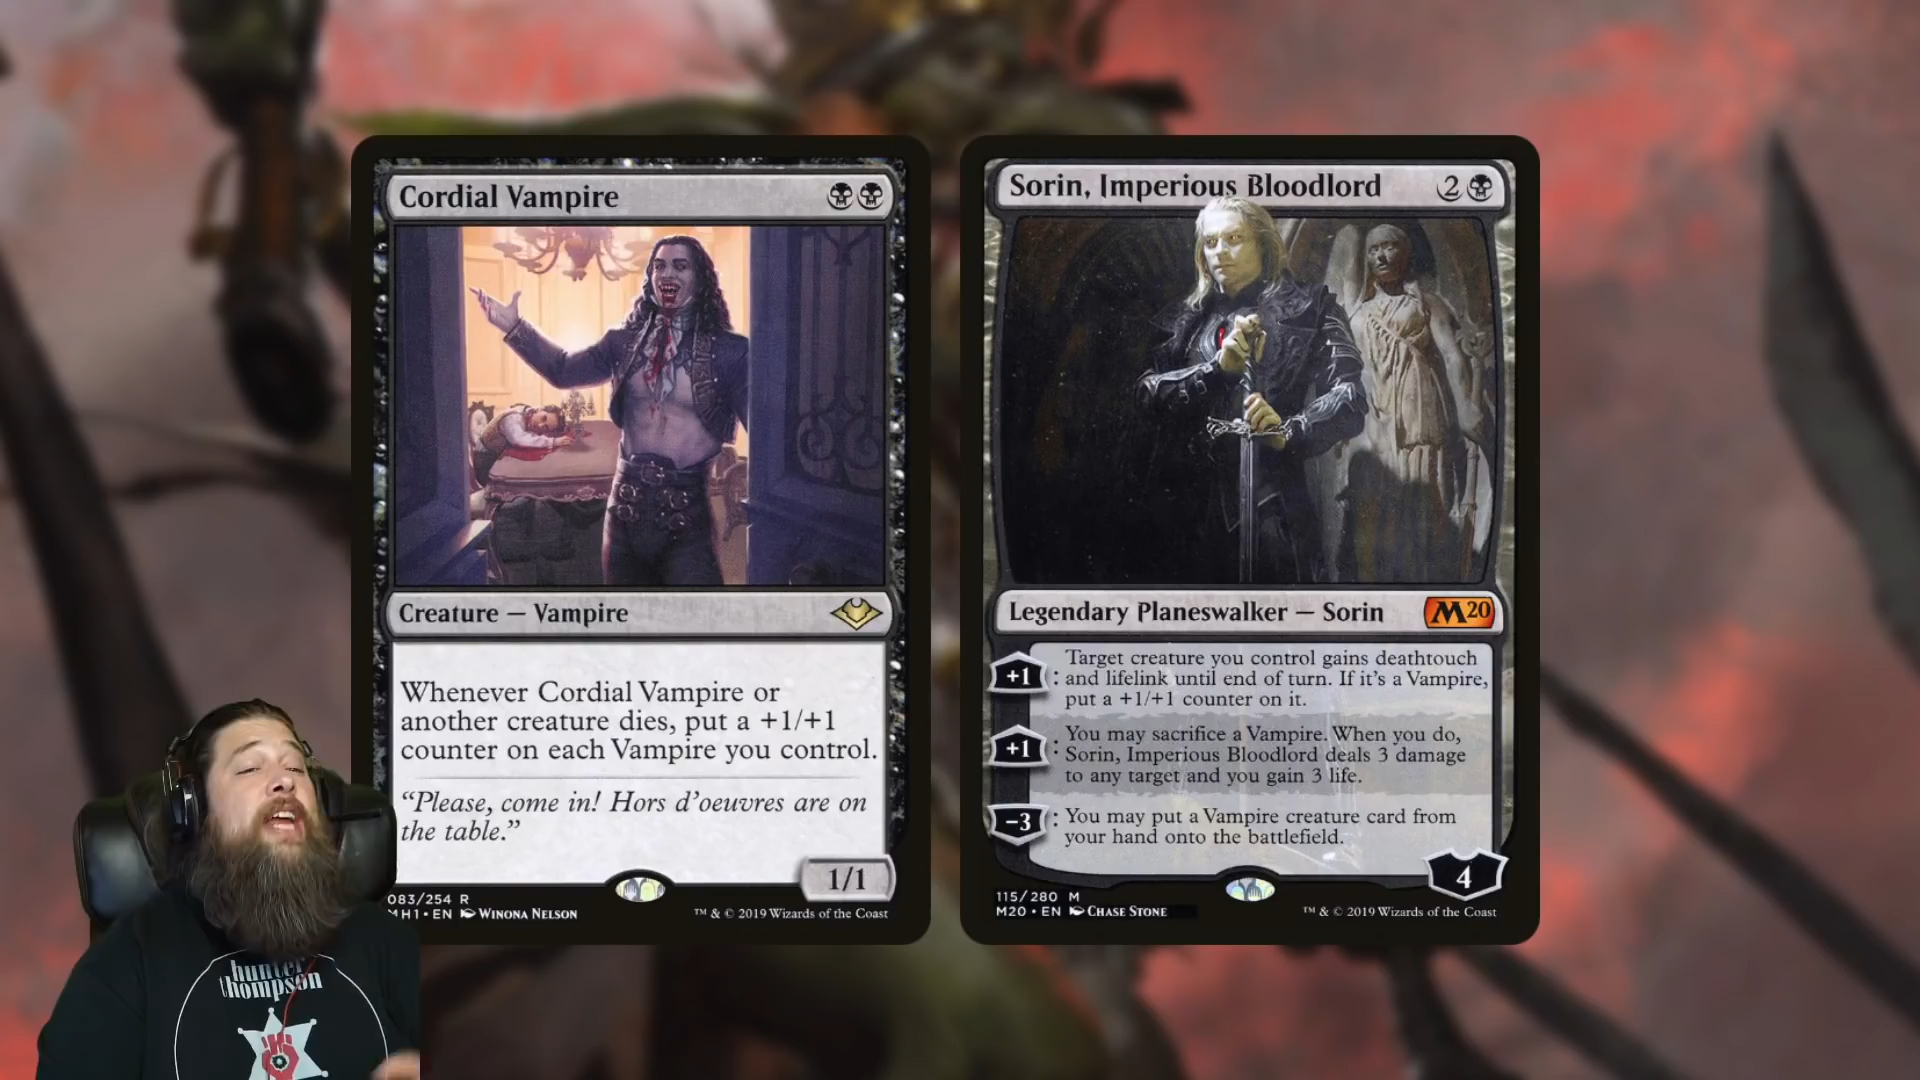 Cordial Vampire
Creature — Vampire
Whenever Cordial Vampire or
another creature dies, put a +1/+1
counter on each Vampire you control.
“Please, come in! Hors d’oeuvres are on
the table.”
1/1
083/254 R
MH1 • EN WINONA NELSON
™ & © 2019 Wizards of the Coast
Sorin, Imperious Bloodlord
2
Legendary Planeswalker — Sorin
M20
+1: Target creature you control gains deathtouch
and lifelink until end of turn. If it’s a Vampire,
put a +1/+1 counter on it.
+1: You may sacrifice a Vampire. When you do,
Sorin, Imperious Bloodlord deals 3 damage
to any target and you gain 3 life.
−3: You may put a Vampire creature card from
your hand onto the battlefield.
4
115/280 M
M20 • EN CHASE STONE
™ & © 2019 Wizards of the Coast
hunter
thompson